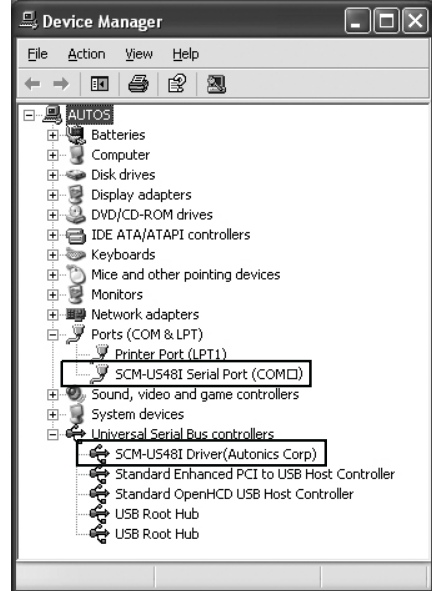 Device Manager
File Action View Help
AUTOS
Batteries
Computer
Disk drives
Display adapters
DVD/CD-ROM drives
IDE ATA/ATAPI controllers
Keyboards
Mice and other pointing devices
Monitors
Network adapters
Ports (COM & LPT)
Printer Port (LPT1)
SCM-US48I Serial Port (COM□)
Sound, video and game controllers
System devices
Universal Serial Bus controllers
SCM-US48I Driver(Autonics Corp)
Standard Enhanced PCI to USB Host Controller
Standard OpenHCD USB Host Controller
USB Root Hub
USB Root Hub